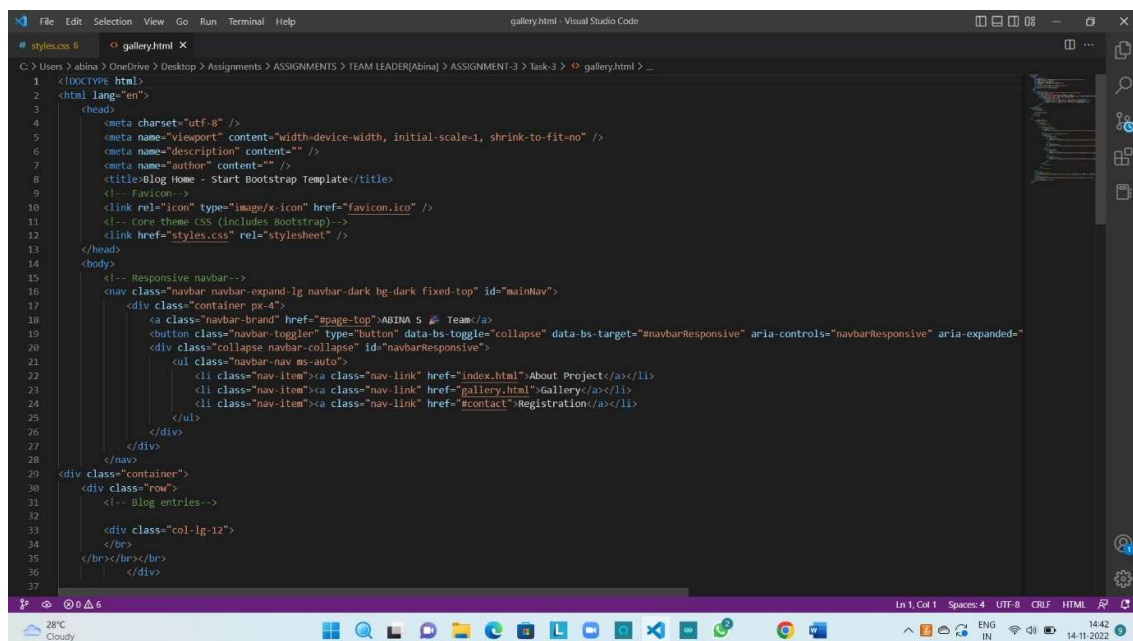 File Edit Selection View Go Run Terminal Help gallery.html - Visual Studio Code
# styles.css 6 <> gallery.html X
C: > Users > abina > OneDrive > Desktop > Assignments > ASSIGNMENTS > TEAM LEADER[Abina] > ASSIGNMENT-3 > Task-3 > <> gallery.html > ...
1 <!DOCTYPE html>
2 <html lang="en">
3 <head>
4 <meta charset="utf-8" />
5 <meta name="viewport" content="width=device-width, initial-scale=1, shrink-to-fit=no" />
6 <meta name="description" content="" />
7 <meta name="author" content="" />
8 <title>Blog Home - Start Bootstrap Template</title>
9 <!-- Favicon-->
10 <link rel="icon" type="image/x-icon" href="favicon.ico" />
11 <!-- Core theme CSS (includes Bootstrap)-->
12 <link href="styles.css" rel="stylesheet" />
13 </head>
14 <body>
15 <!-- Responsive navbar-->
16 <nav class="navbar navbar-expand-lg navbar-dark bg-dark fixed-top" id="mainNav">
17 <div class="container px-4">
18 <a class="navbar-brand" href="#page-top">ABINA S 🎉 Team</a>
19 <button class="navbar-toggler" type="button" data-bs-toggle="collapse" data-bs-target="#navbarResponsive" aria-controls="navbarResponsive" aria-expanded="
20 <div class="collapse navbar-collapse" id="navbarResponsive">
21 <ul class="navbar-nav ms-auto">
22 <li class="nav-item"><a class="nav-link" href="index.html">About Project</a></li>
23 <li class="nav-item"><a class="nav-link" href="gallery.html">Gallery</a></li>
24 <li class="nav-item"><a class="nav-link" href="#contact">Registration</a></li>
25 </ul>
26 </div>
27 </div>
28 </nav>
29 <div class="container">
30 <div class="row">
31 <!-- Blog entries-->
32
33 <div class="col-lg-12">
34 </br>
35 </br></br></br>
36 </div>
37
0 6 Ln 1, Col 1 Spaces: 4 UTF-8 CRLF HTML
28°C
Cloudy
ENG
IN
14:42
14-11-2022
9